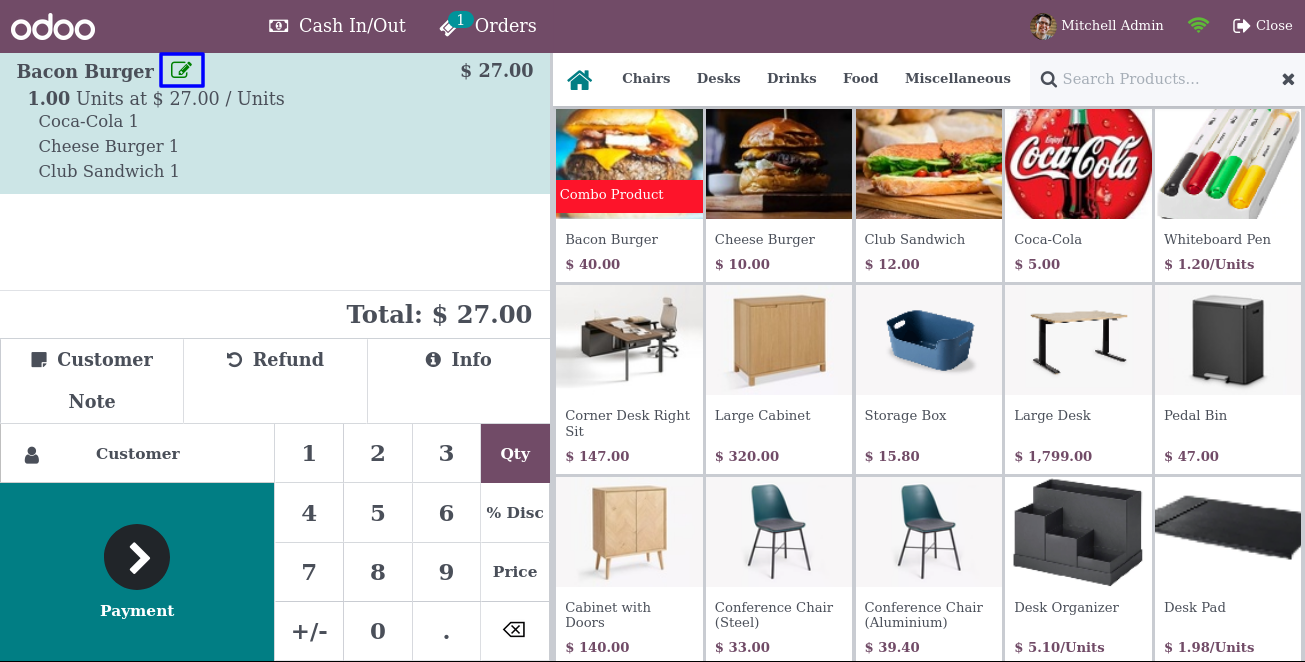 odoo
Cash In/Out
1
Orders
Mitchell Admin
Close
Bacon Burger
$ 27.00
1.00 Units at $ 27.00 / Units
Coca-Cola 1
Cheese Burger 1
Club Sandwich 1
Total: $ 27.00
Customer
Note
Refund
Info
Customer
1
2
3
Qty
4
5
6
% Disc
7
8
9
Price
+/-
0
.
Payment
Chairs
Desks
Drinks
Food
Miscellaneous
Search Products...
Combo Product
Enjoy
Coca-Cola
Bacon Burger
$ 40.00
Cheese Burger
$ 10.00
Club Sandwich
$ 12.00
Coca-Cola
$ 5.00
Whiteboard Pen
$ 1.20/Units
Corner Desk Right
Sit
$ 147.00
Large Cabinet
$ 320.00
Storage Box
$ 15.80
Large Desk
$ 1,799.00
Pedal Bin
$ 47.00
Cabinet with
Doors
$ 140.00
Conference Chair
(Steel)
$ 33.00
Conference Chair
(Aluminium)
$ 39.40
Desk Organizer
$ 5.10/Units
Desk Pad
$ 1.98/Units